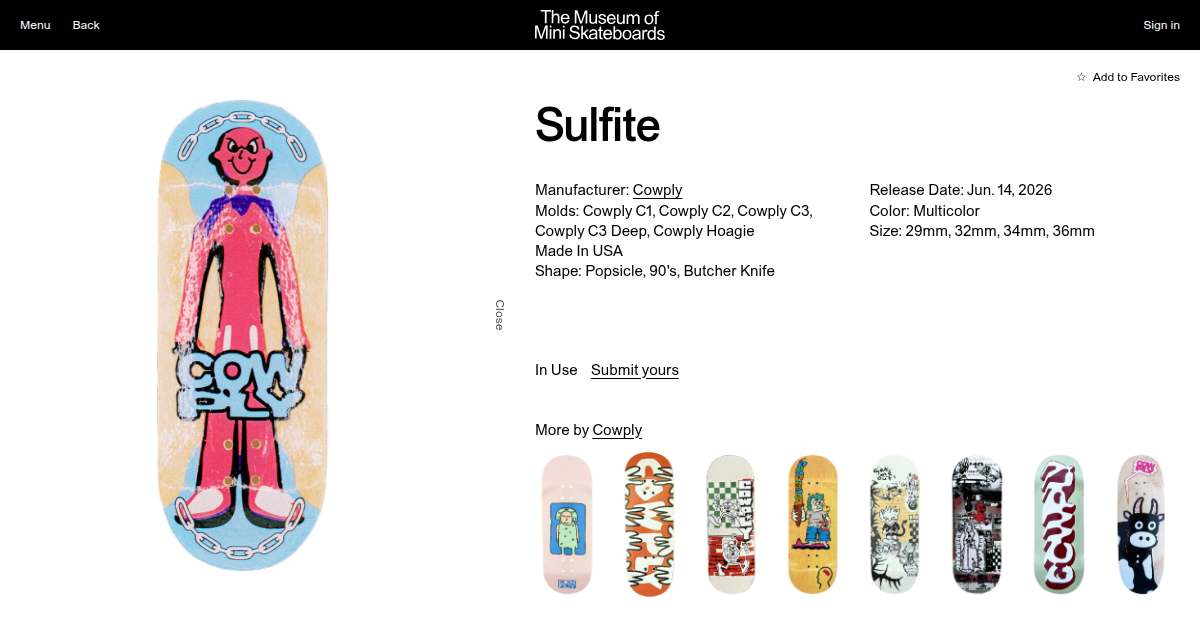 Menu
Back
The Museum of
Mini Skateboards
Sign in
☆ Add to Favorites
Sulfite
Manufacturer: Cowply
Molds: Cowply C1, Cowply C2, Cowply C3,
Cowply C3 Deep, Cowply Hoagie
Made In USA
Shape: Popsicle, 90's, Butcher Knife
Release Date: Jun. 14, 2026
Color: Multicolor
Size: 29mm, 32mm, 34mm, 36mm
COW
PLY
Close
In Use Submit yours
More by Cowply